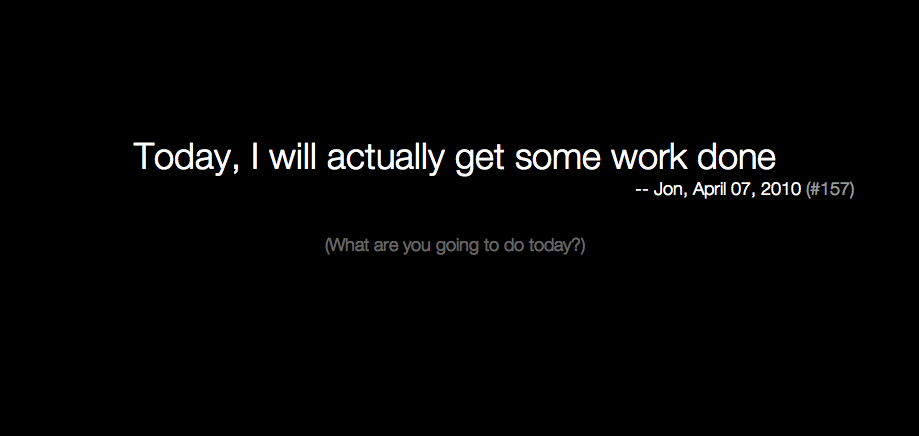 Today, I will actually get some work done
-- Jon, April 07, 2010 (#157)
(What are you going to do today?)